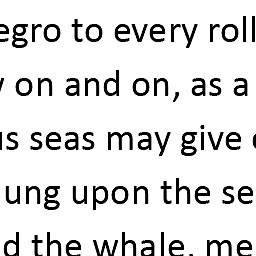 egro to every roll
y on and on, as a
us seas may give
ung upon the se
d the whale, me